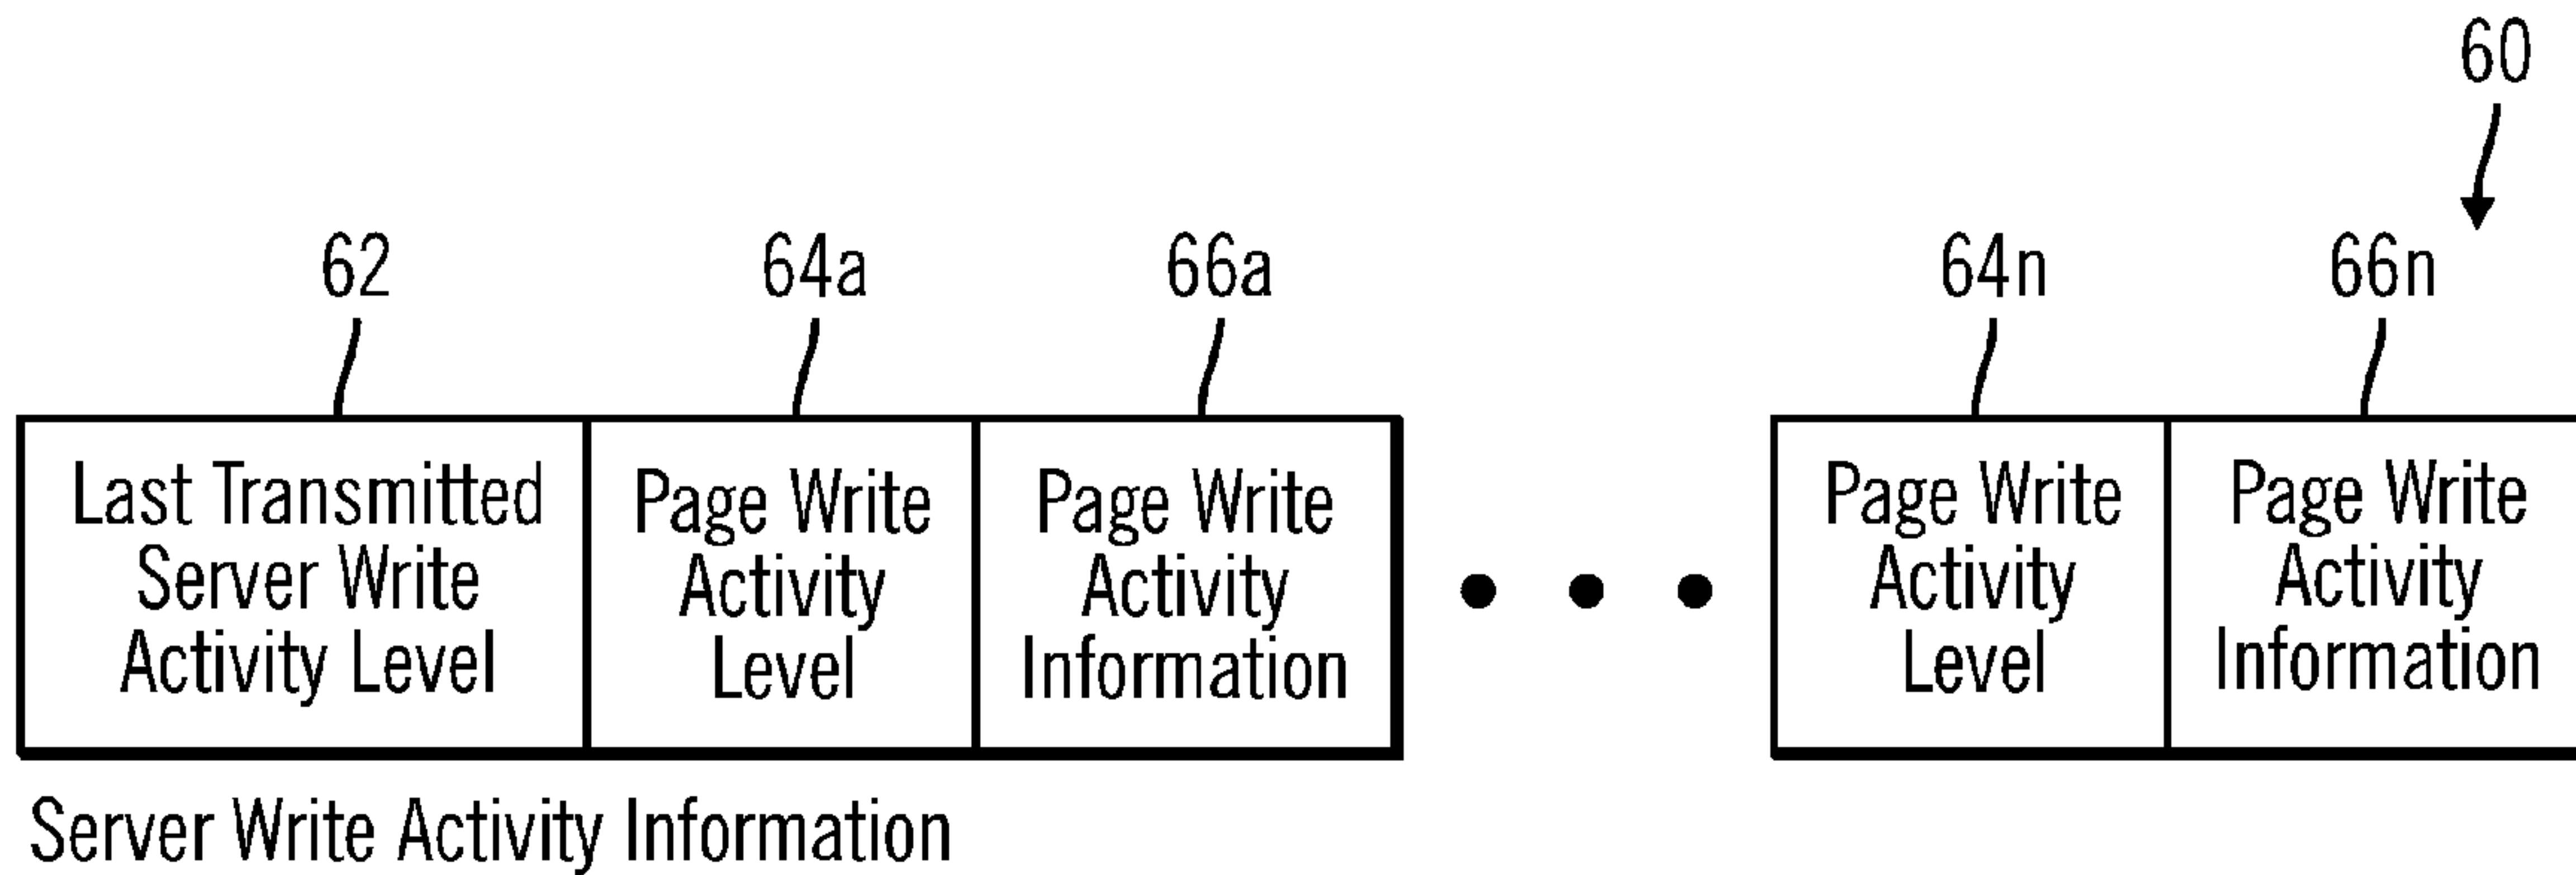 60
62
64a
66a
64n
66n
Last Transmitted
Server Write
Activity Level
Page Write
Activity
Level
Page Write
Activity
Information
Page Write
Activity
Level
Page Write
Activity
Information
Server Write Activity Information